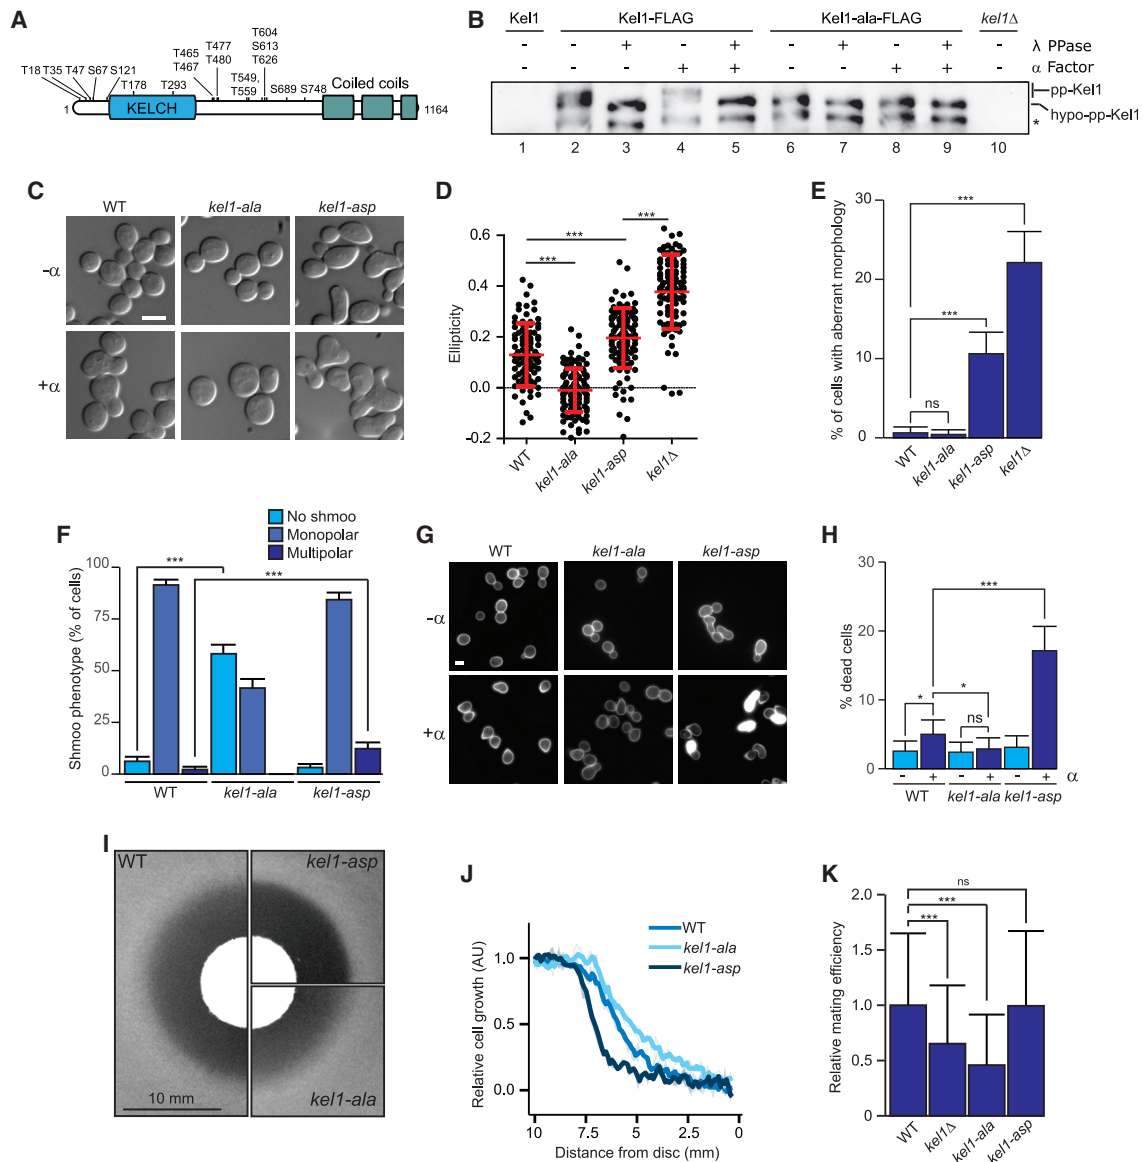 A
T18
T35
T47
S67
S121
T178
T293
T465
T467
T477
T480
T549,
T559
T604
S613
T626
S689
S748
Coiled coils
1
KELCH
1164
B
Kel1
Kel1-FLAG
Kel1-ala-FLAG
kel1Δ
- - + - + - + - + - λ PPase
- - - + + - - + + - α Factor
pp-Kel1
hypo-pp-Kel1
*
1 2 3 4 5 6 7 8 9 10
C
WT kel1-ala kel1-asp
-α
+α
D
Ellipticity
0.6
0.4
0.2
0.0
-0.2
***
***
***
WT kel1-ala kel1-asp kel1Δ
E
% of cells with aberrant morphology
30
20
10
0
***
***
ns
WT kel1-ala kel1-asp kel1Δ
F
No shmoo
Monopolar
Multipolar
Shmoo phenotype (% of cells)
100
75
50
25
0
***
***
WT kel1-ala kel1-asp
G
WT kel1-ala kel1-asp
-α
+α
H
% dead cells
30
20
10
0
***
*
*
ns
- + - + - + α
WT kel1-ala kel1-asp
I
WT
kel1-asp
kel1-ala
10 mm
J
WT
kel1-ala
kel1-asp
Relative cell growth (AU)
1.0
0.5
0.0
10 7.5 5 2.5 0
Distance from disc (mm)
K
Relative mating efficiency
2.0
1.5
1.0
0.5
0
ns
***
***
WT kel1Δ kel1-ala kel1-asp